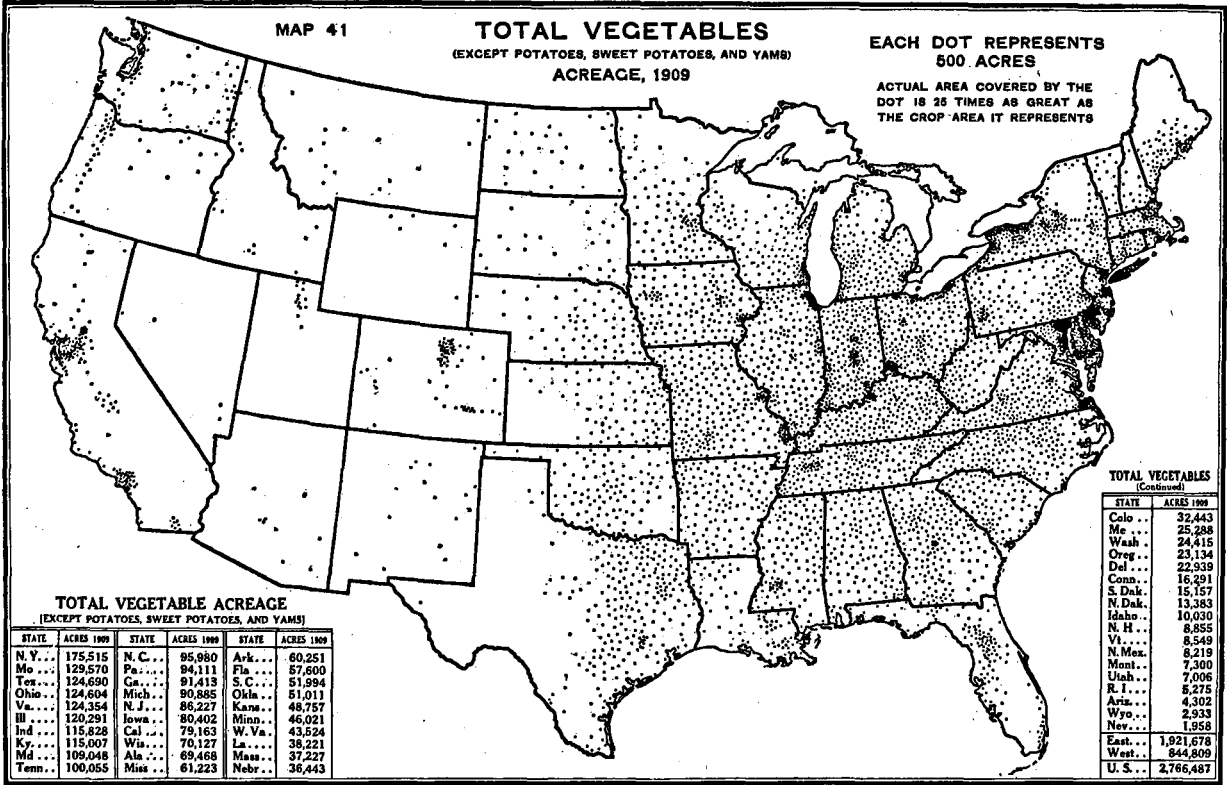 MAP 41
TOTAL VEGETABLES
(EXCEPT POTATOES, SWEET POTATOES, AND YAMS)
ACREAGE, 1909
EACH DOT REPRESENTS
500 ACRES
ACTUAL AREA COVERED BY THE
DOT IS 25 TIMES AS GREAT AS
THE CROP AREA IT REPRESENTS
TOTAL VEGETABLE ACREAGE
[EXCEPT POTATOES, SWEET POTATOES, AND YAMS]
STATE ACRES 1909 STATE ACRES 1909 STATE ACRES 1909
N. Y... 175,515 N. C... 95,980 Ark... 60,251
Mo... 129,570 Pa... 94,111 Fla... 57,600
Tex... 124,690 Ga... 91,413 S. C... 51,994
Ohio.. 124,604 Mich.. 90,885 Okla.. 51,011
Va... 124,354 N. J... 86,227 Kans.. 48,757
Ill.... 120,291 Iowa.. 80,402 Minn.. 46,021
Ind... 115,828 Cal... 79,163 W. Va. 43,524
Ky... 115,007 Wis... 70,127 La... 38,221
Md... 109,048 Ala... 69,468 Mass.. 37,227
Tenn.. 100,055 Miss.. 61,223 Nebr.. 36,443
TOTAL VEGETABLES
(Continued)
STATE ACRES 1909
Colo.. 32,443
Me... 25,288
Wash.. 24,415
Oreg.. 23,134
Del... 22,939
Conn.. 16,291
S. Dak. 15,157
N. Dak. 13,383
Idaho.. 10,030
N. H.. 8,855
Vt.... 8,549
N. Mex. 8,219
Mont.. 7,300
Utah.. 7,006
R. I... 5,275
Ariz... 4,302
Wyo.. 2,933
Nev... 1,958
East... 1,921,678
West.. 844,809
U. S... 2,766,487